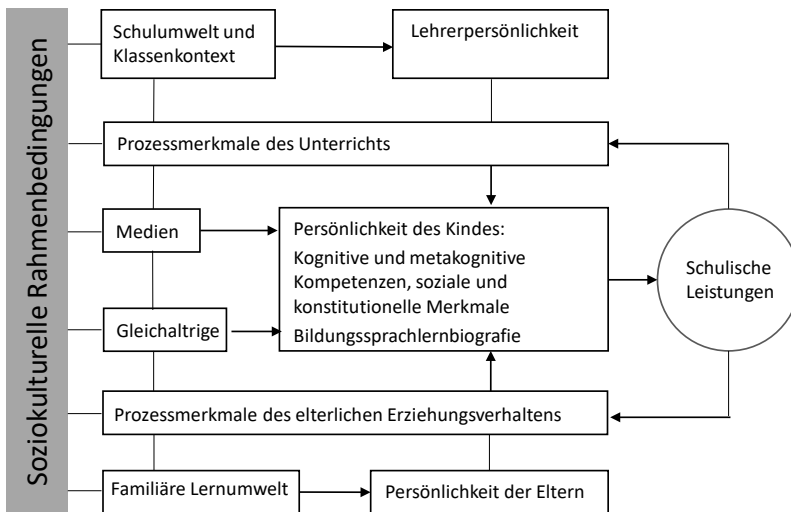 Soziokulturelle Rahmenbedingungen
Schulumwelt und
Klassenkontext
Lehrerpersönlichkeit
Prozessmerkmale des Unterrichts
Medien
Persönlichkeit des Kindes:
Kognitive und metakognitive
Kompetenzen, soziale und
konstitutionelle Merkmale
Bildungssprachlernbiografie
Schulische
Leistungen
Gleichaltrige
Prozessmerkmale des elterlichen Erziehungsverhaltens
Familiäre Lernumwelt
Persönlichkeit der Eltern